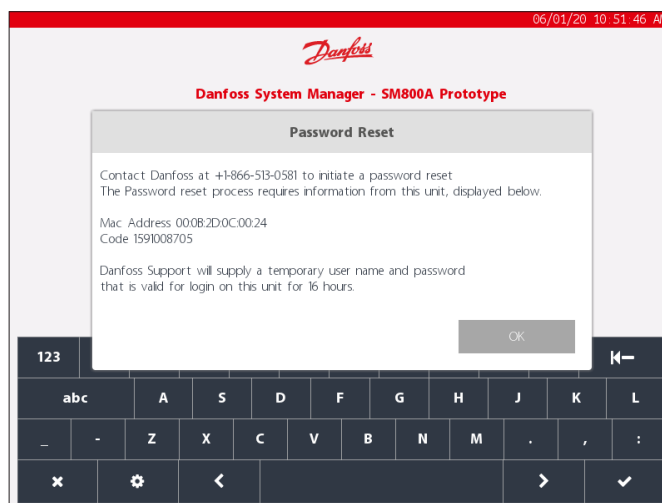 06/01/20 10:51:46 AM
Danfoss
Danfoss System Manager - SM800A Prototype
Password Reset
Contact Danfoss at +1-866-513-0581 to initiate a password reset
The Password reset process requires information from this unit, displayed below.
Mac Address 00:0B:2D:0C:00:24
Code 1591008705
Danfoss Support will supply a temporary user name and password
that is valid for login on this unit for 16 hours.
OK
123
abc A S D F G H J K L
_ - Z X C V B N M . , :